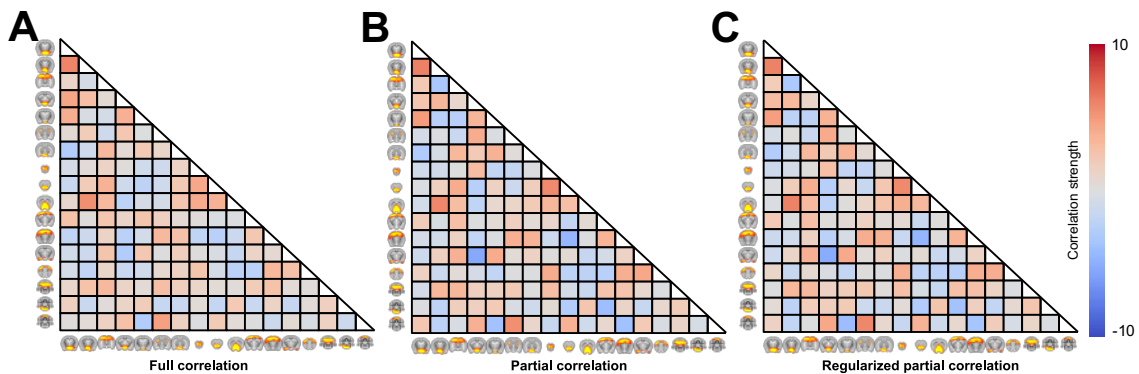 A
B
C
10
Correlation strength
-10
Full correlation
Partial correlation
Regularized partial correlation